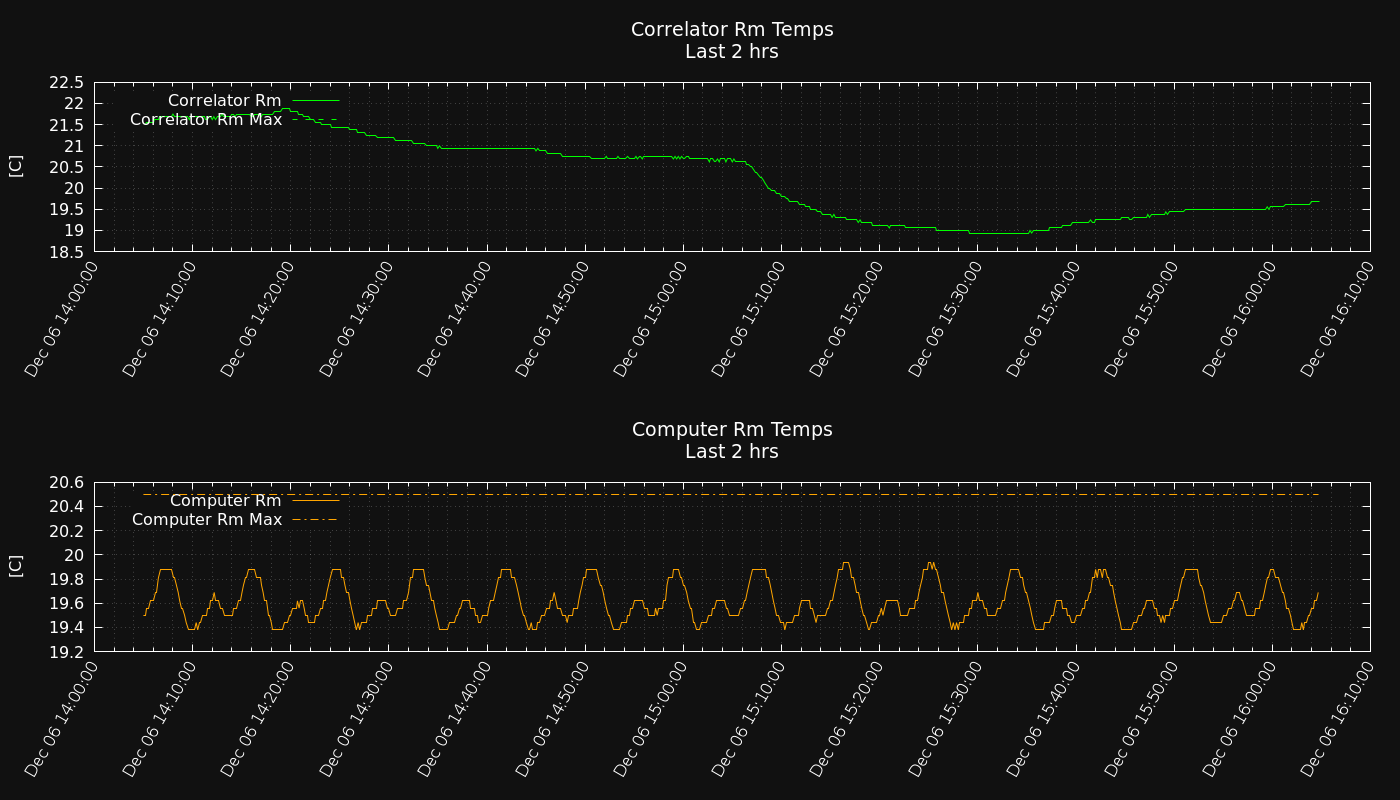 Correlator Rm Temps
Last 2 hrs
22.5
22
21.5
21
20.5
20
19.5
19
18.5
[C]
Correlator Rm
Correlator Rm Max
Dec 06 14:00:00
Dec 06 14:10:00
Dec 06 14:20:00
Dec 06 14:30:00
Dec 06 14:40:00
Dec 06 14:50:00
Dec 06 15:00:00
Dec 06 15:10:00
Dec 06 15:20:00
Dec 06 15:30:00
Dec 06 15:40:00
Dec 06 15:50:00
Dec 06 16:00:00
Dec 06 16:10:00
Computer Rm Temps
Last 2 hrs
20.6
20.4
20.2
20
19.8
19.6
19.4
19.2
[C]
Computer Rm
Computer Rm Max
Dec 06 14:00:00
Dec 06 14:10:00
Dec 06 14:20:00
Dec 06 14:30:00
Dec 06 14:40:00
Dec 06 14:50:00
Dec 06 15:00:00
Dec 06 15:10:00
Dec 06 15:20:00
Dec 06 15:30:00
Dec 06 15:40:00
Dec 06 15:50:00
Dec 06 16:00:00
Dec 06 16:10:00